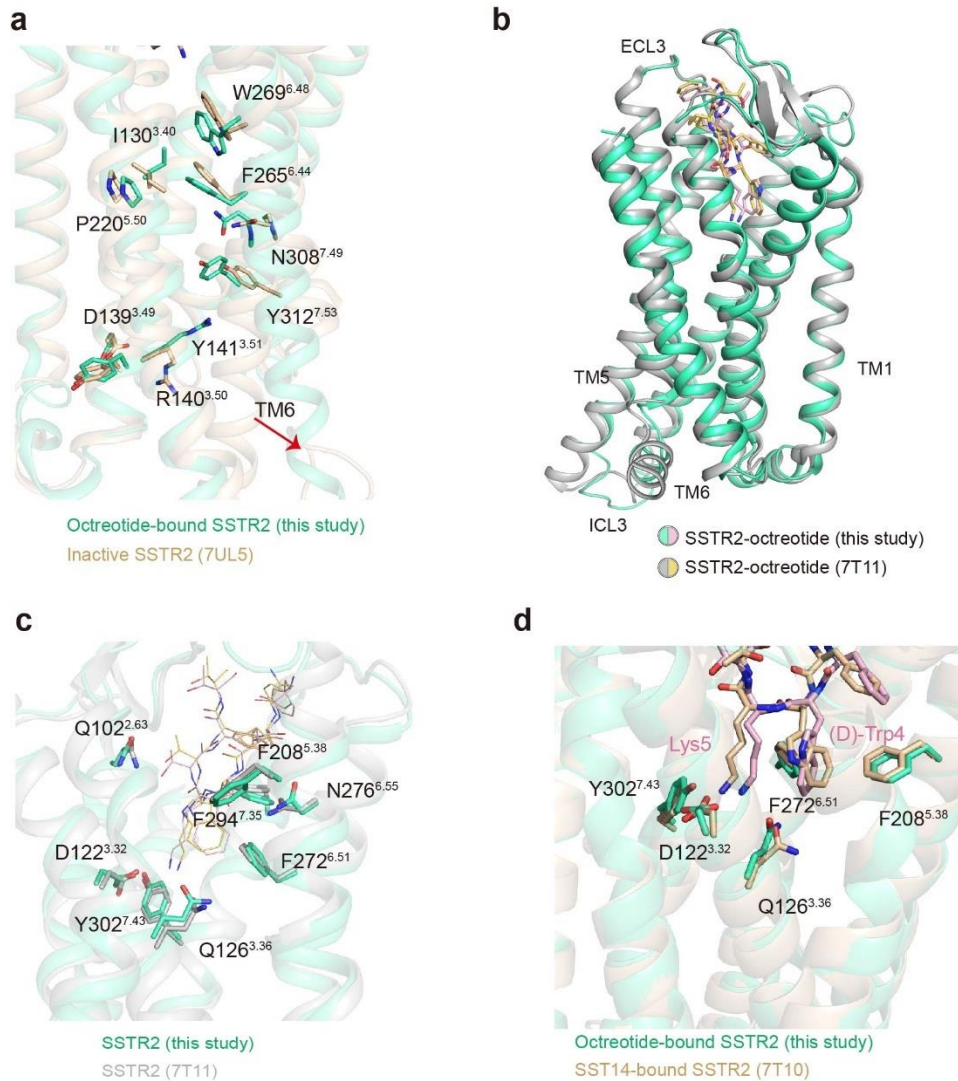 a
W269^6.48
I130^3.40
F265^6.44
P220^5.50
N308^7.49
D139^3.49
Y312^7.53
Y141^3.51
R140^3.50
TM6
Octreotide-bound SSTR2 (this study)
Inactive SSTR2 (7UL5)
b
ECL3
TM5
TM1
TM6
ICL3
SSTR2-octreotide (this study)
SSTR2-octreotide (7T11)
c
Q102^2.63
F208^5.38
N276^6.55
F294^7.35
D122^3.32
F272^6.51
Y302^7.43
Q126^3.36
SSTR2 (this study)
SSTR2 (7T11)
d
Lys5
(D)-Trp4
Y302^7.43
F272^6.51
F208^5.38
D122^3.32
Q126^3.36
Octreotide-bound SSTR2 (this study)
SST14-bound SSTR2 (7T10)